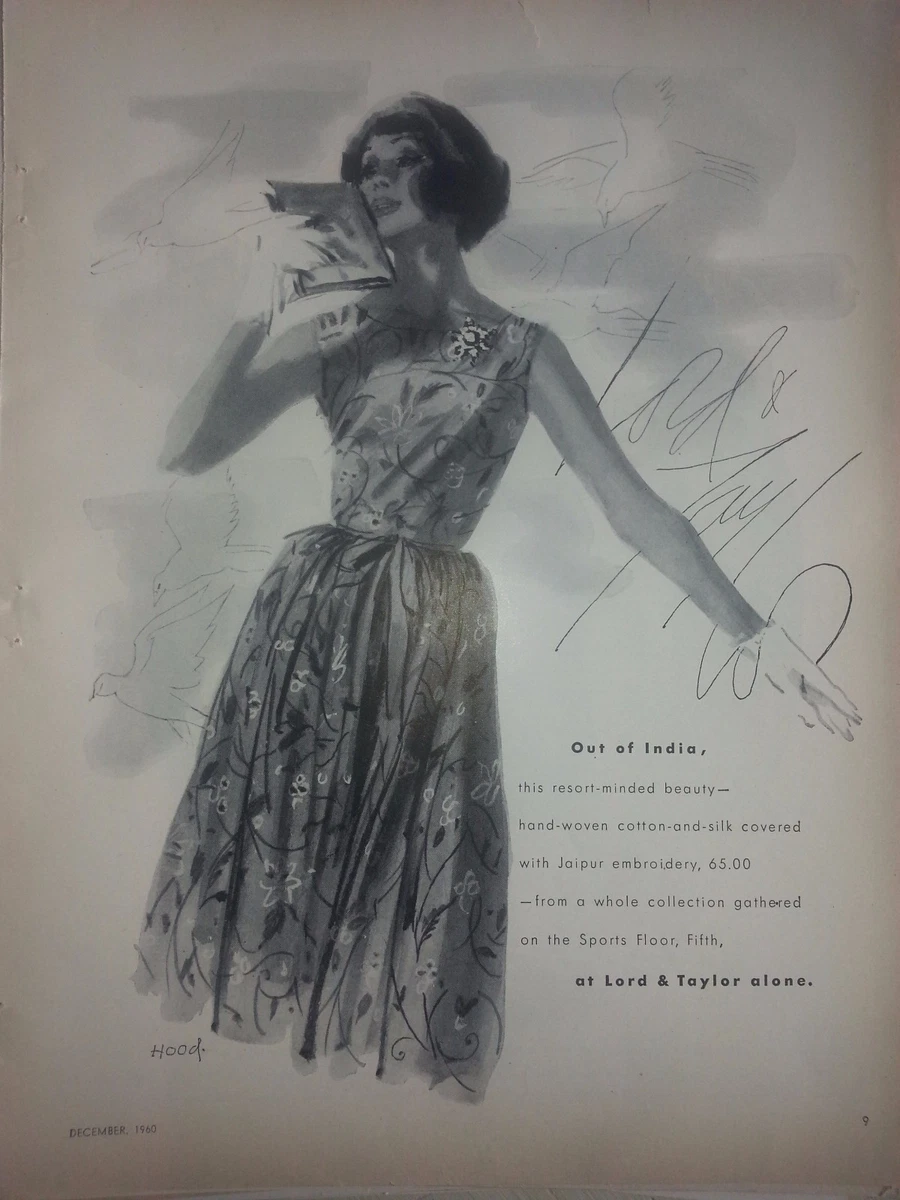 Lord &
Taylor
Out of India,
this resort-minded beauty—
hand-woven cotton-and-silk covered
with Jaipur embroidery, 65.00
—from a whole collection gathered
on the Sports Floor, Fifth,
at Lord & Taylor alone.
Hood.
DECEMBER, 1960
9